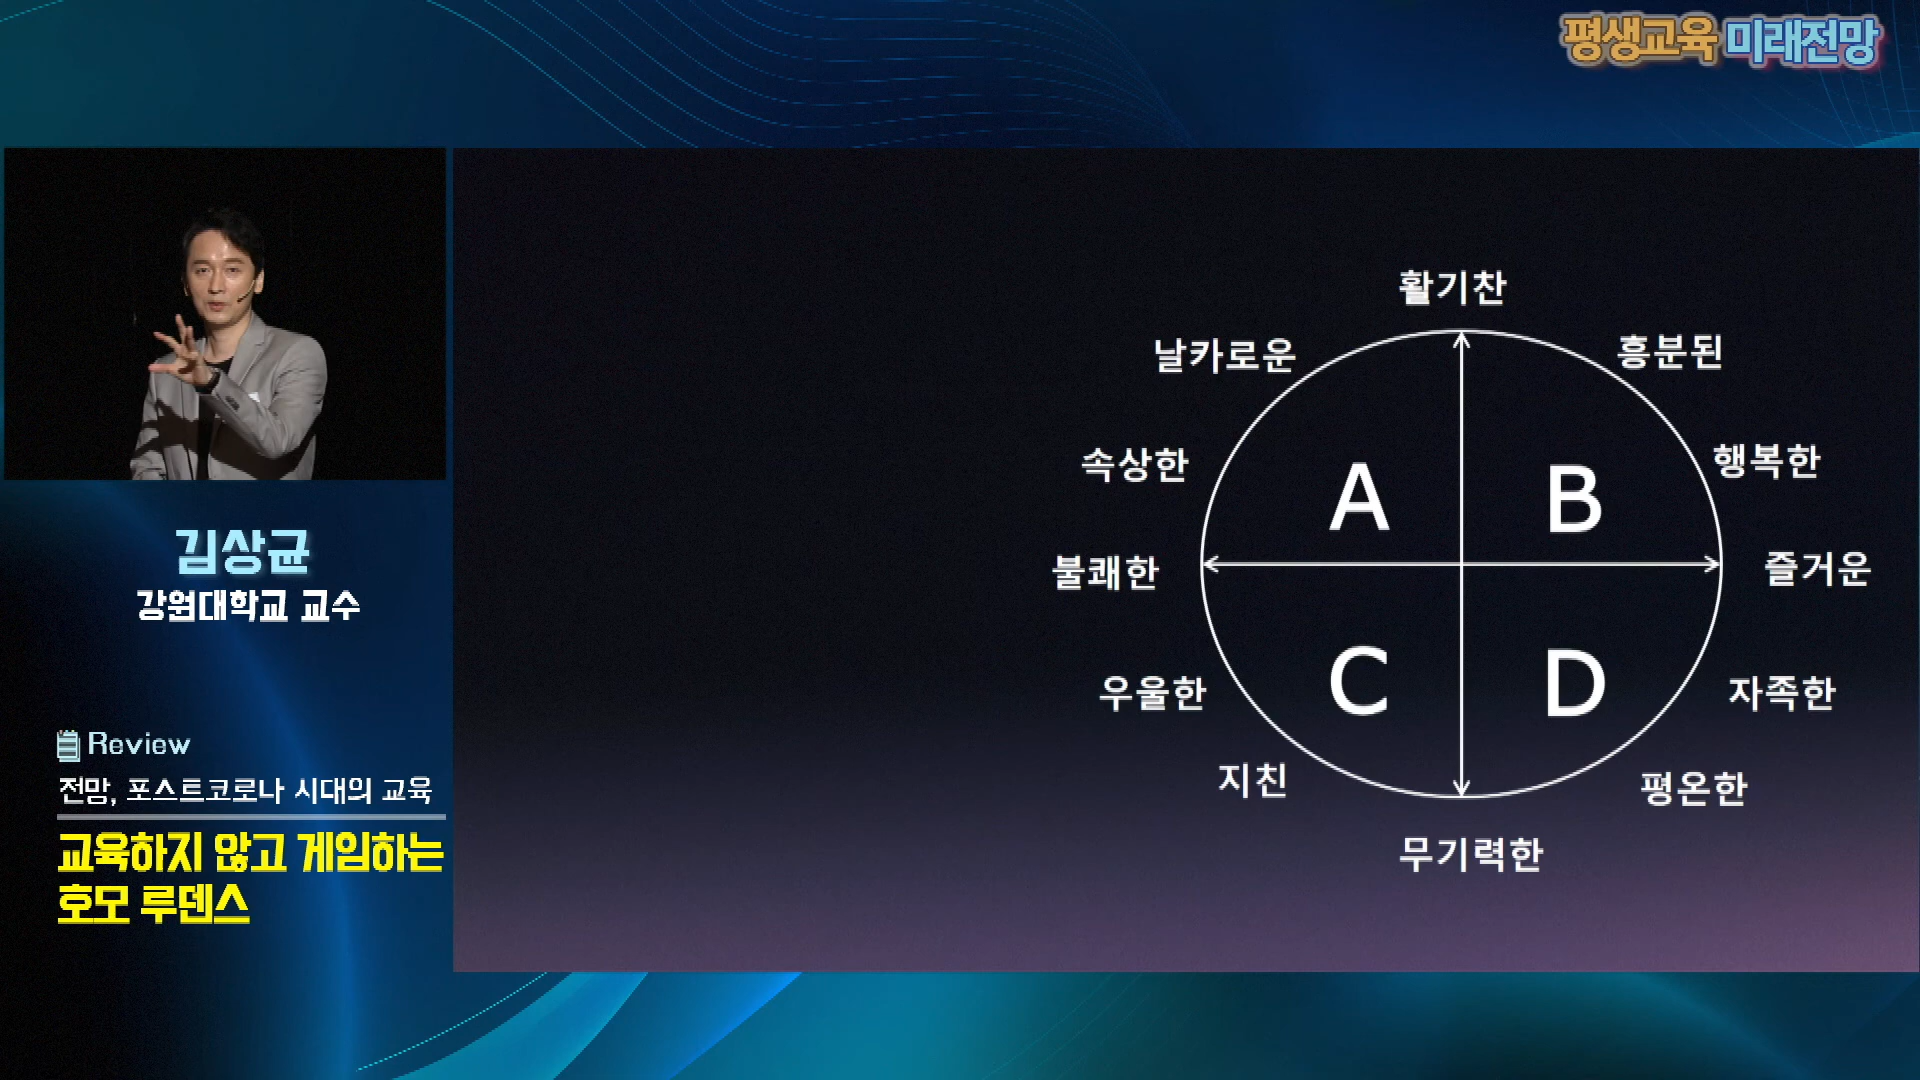 평생교육 미래전망
김상균
강원대학교 교수
Review
전망, 포스트코로나 시대의 교육
교육하지 않고 게임하는
호모 루덴스
활기찬
날카로운
흥분된
속상한
행복한
A
B
불쾌한
즐거운
C
D
우울한
자족한
지친
평온한
무기력한